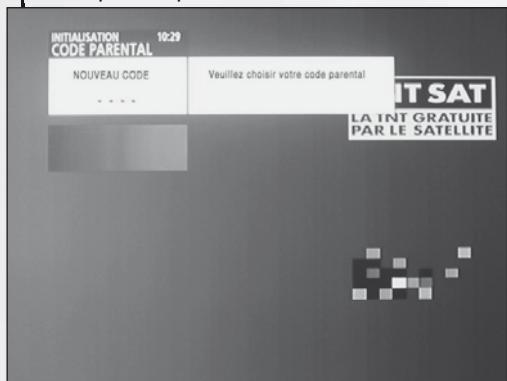 INITIALISATION 10:29
CODE PARENTAL
NOUVEAU CODE
- - - -
Veuillez choisir votre code parental
NT SAT
LA TNT GRATUITE
PAR LE SATELLITE